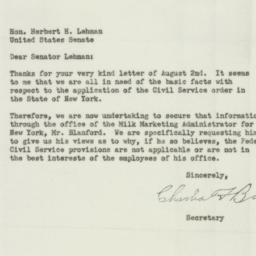 Hon. Herbert H. Lehman
United States Senate
Dear Senator Lehman:
Thanks for your very kind letter of August 2nd. It seems
to me that we are all in need of the basic facts with
respect to the application of the Civil Service order in
the State of New York.
Therefore, we are now undertaking to secure that informatio
through the office of the Milk Marketing Administrator for
New York, Mr. Blanford. We are specifically requesting him
to give us his views as to why, if he so believes, the Fede
Civil Service provisions are not applicable or are not in
the best interests of the employees of his office.
Sincerely,
Secretary